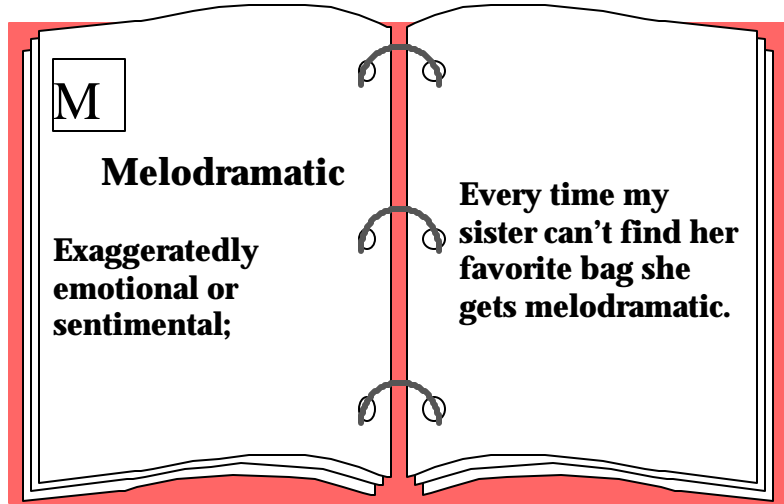 M
Melodramatic
Exaggeratedly
emotional or
sentimental;
Every time my
sister can’t find her
favorite bag she
gets melodramatic.